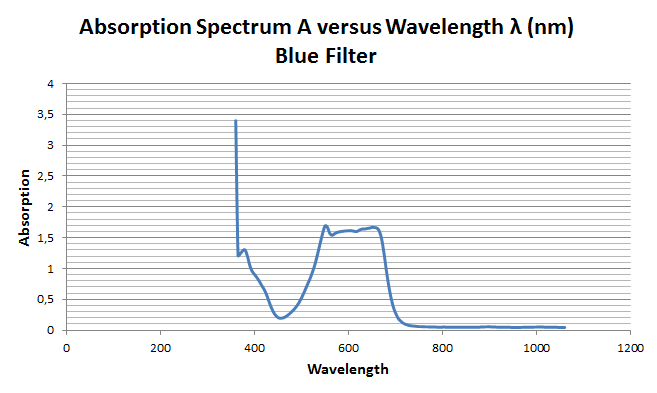 Absorption Spectrum A versus Wavelength λ (nm)
Blue Filter
4
3,5
3
2,5
2
1,5
1
0,5
0
Absorption
0 200 400 600 800 1000 1200
Wavelength